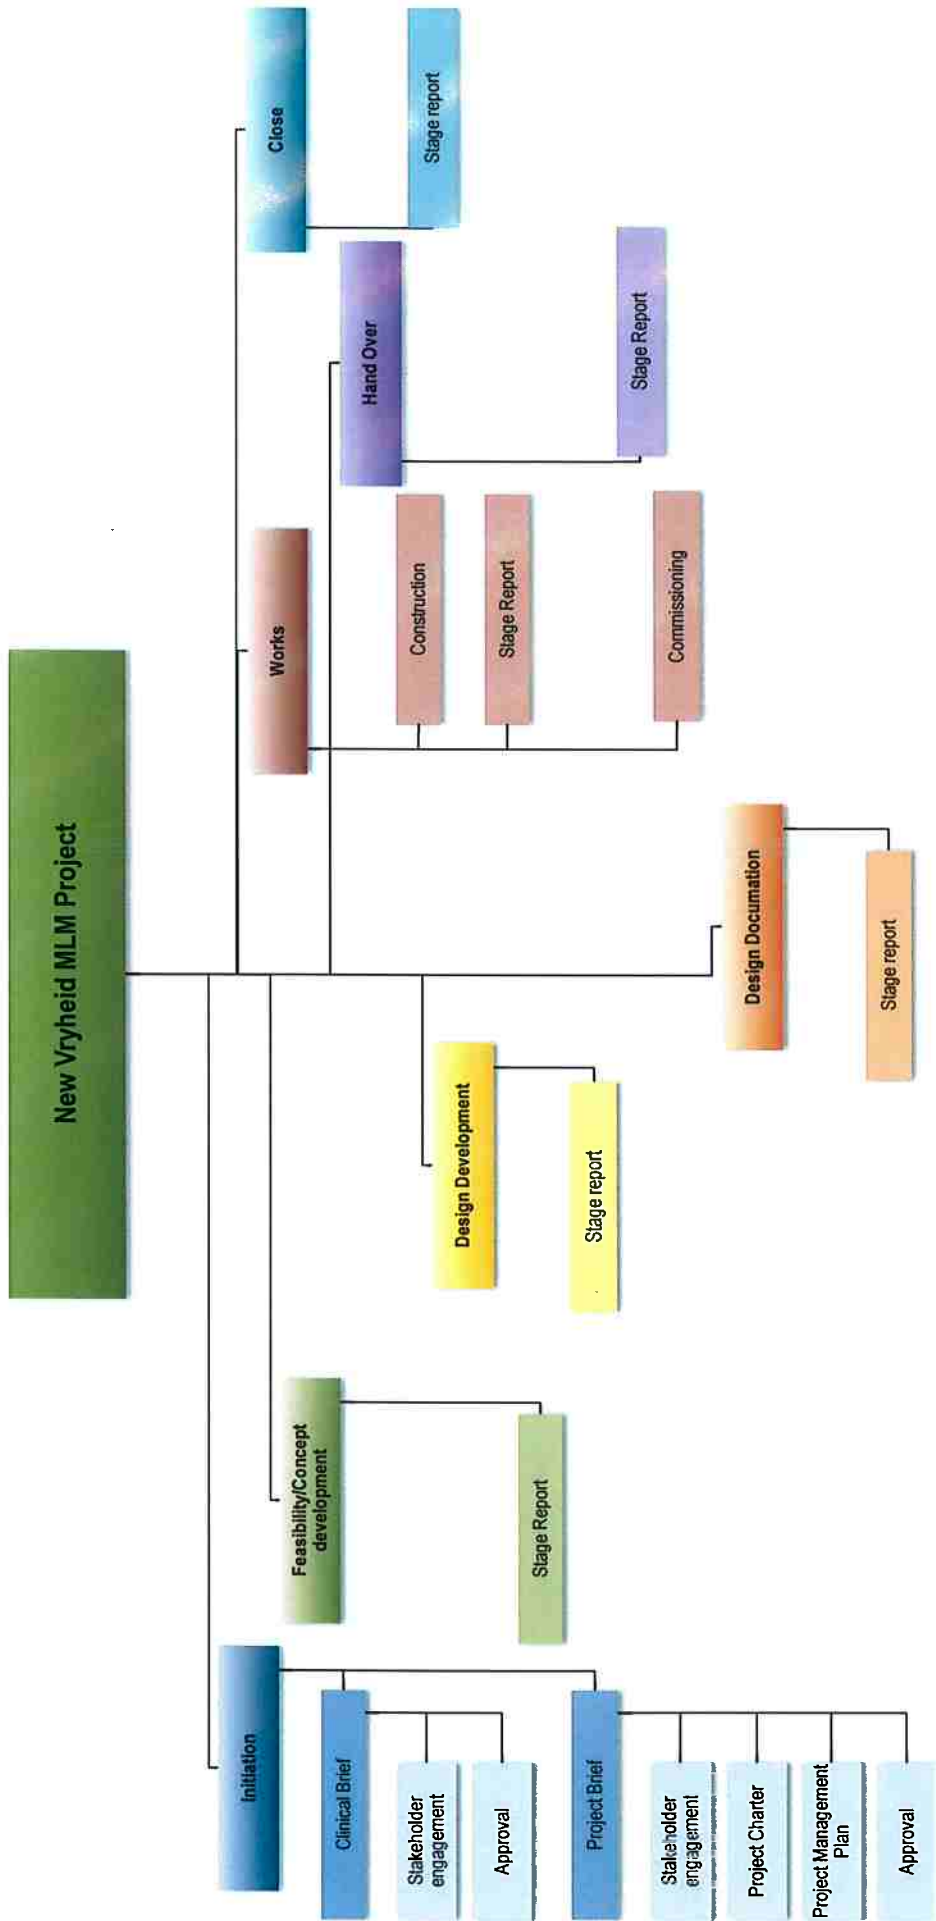 New Vryheid MLM Project
Initiation
Clinical Brief
Stakeholder
engagement
Approval
Project Brief
Stakeholder
engagement
Project Charter
Project Management
Plan
Approval
Feasibility/Concept
development
Stage Report
Design Development
Stage report
Design Documation
Stage report
Works
Construction
Stage Report
Commissioning
Hand Over
Stage Report
Close
Stage report